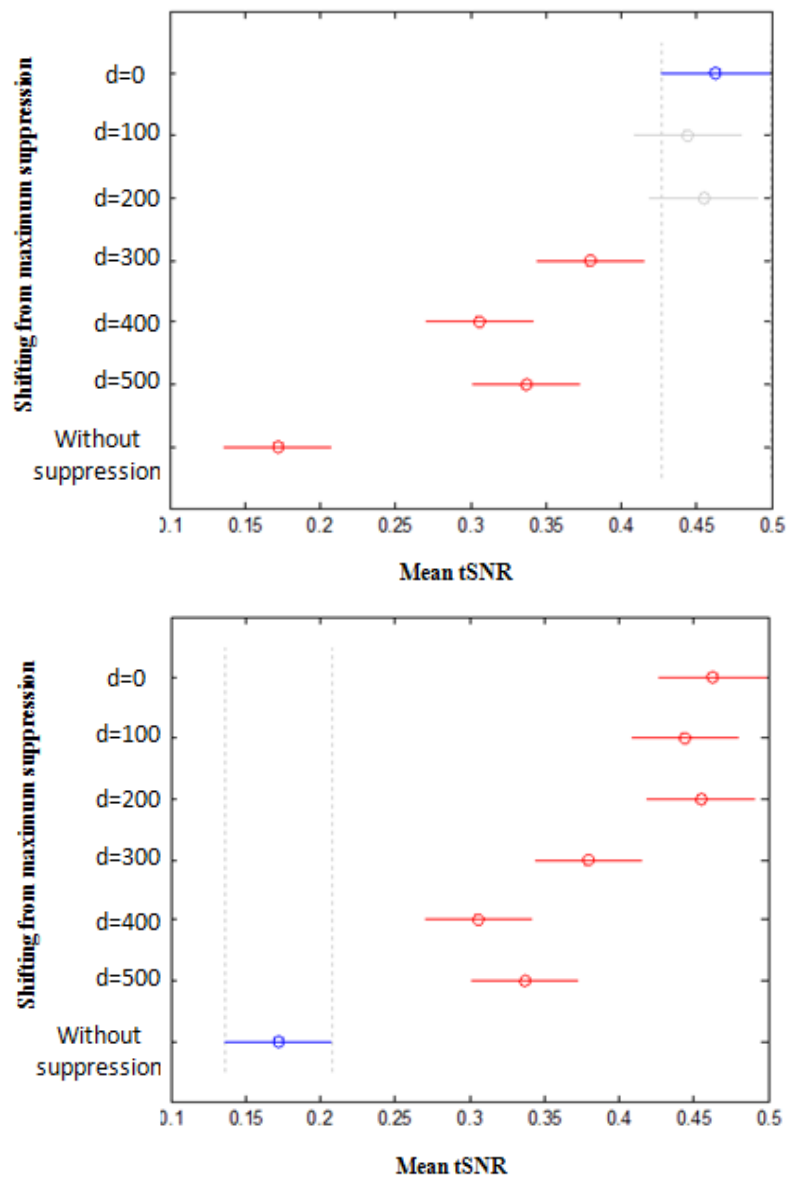 Shifting from maximum suppression
d=0
d=100
d=200
d=300
d=400
d=500
Without
suppression
0.1 0.15 0.2 0.25 0.3 0.35 0.4 0.45 0.5
Mean tSNR
Shifting from maximum suppression
d=0
d=100
d=200
d=300
d=400
d=500
Without
suppression
0.1 0.15 0.2 0.25 0.3 0.35 0.4 0.45 0.5
Mean tSNR